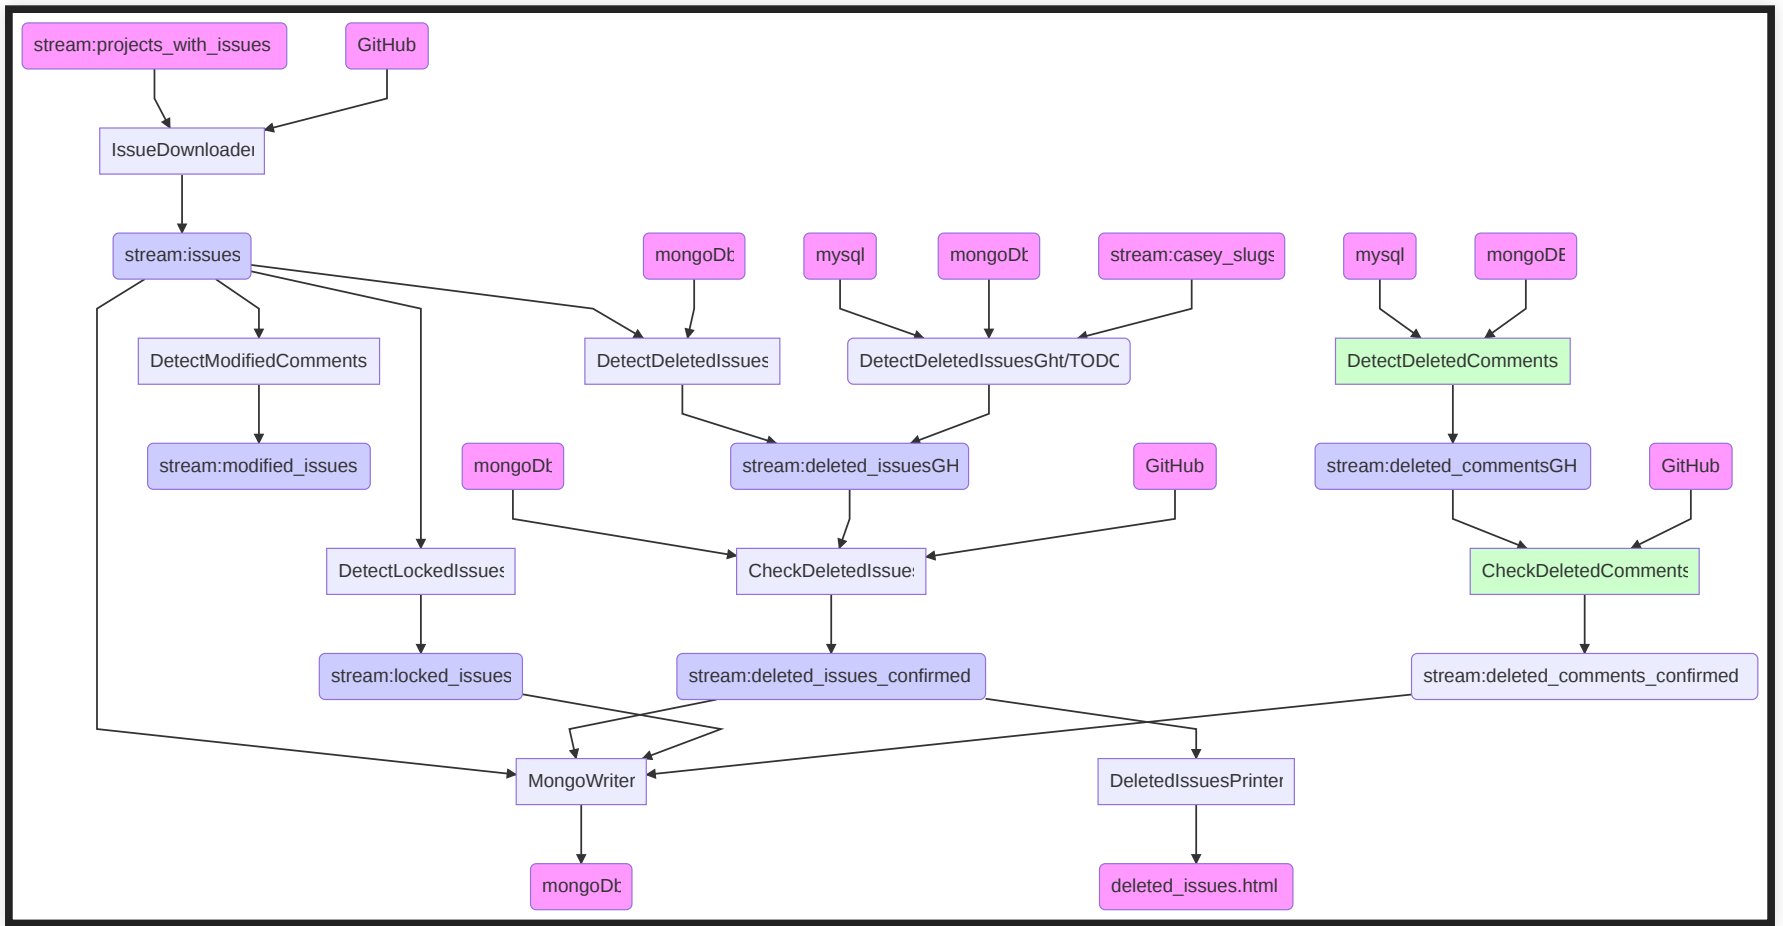 stream:projects_with_issues
GitHub
IssueDownloader
stream:issues
mongoDb
mysql
mongoDb
stream:casey_slugs
mysql
mongoDB
DetectModifiedComments
DetectDeletedIssues
DetectDeletedIssuesGht/TODO
DetectDeletedComments
stream:modified_issues
mongoDb
stream:deleted_issuesGH
GitHub
stream:deleted_commentsGH
GitHub
DetectLockedIssues
CheckDeletedIssues
CheckDeletedComments
stream:locked_issues
stream:deleted_issues_confirmed
stream:deleted_comments_confirmed
MongoWriter
DeletedIssuesPrinter
mongoDb
deleted_issues.html